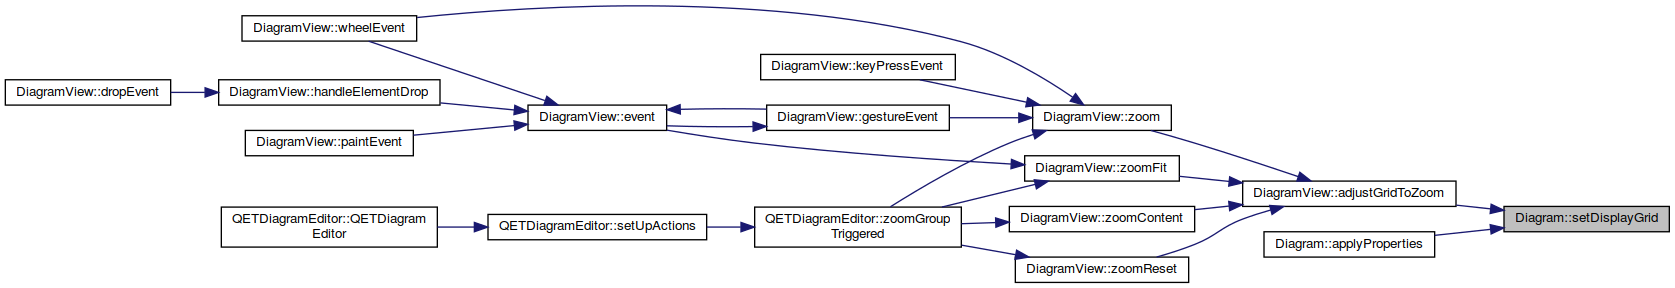 DiagramView::wheelEvent
DiagramView::keyPressEvent
DiagramView::dropEvent
DiagramView::handleElementDrop
DiagramView::event
DiagramView::gestureEvent
DiagramView::zoom
DiagramView::paintEvent
DiagramView::zoomFit
DiagramView::adjustGridToZoom
QETDiagramEditor::QETDiagram
Editor
QETDiagramEditor::setUpActions
QETDiagramEditor::zoomGroup
Triggered
DiagramView::zoomContent
Diagram::setDisplayGrid
Diagram::applyProperties
DiagramView::zoomReset